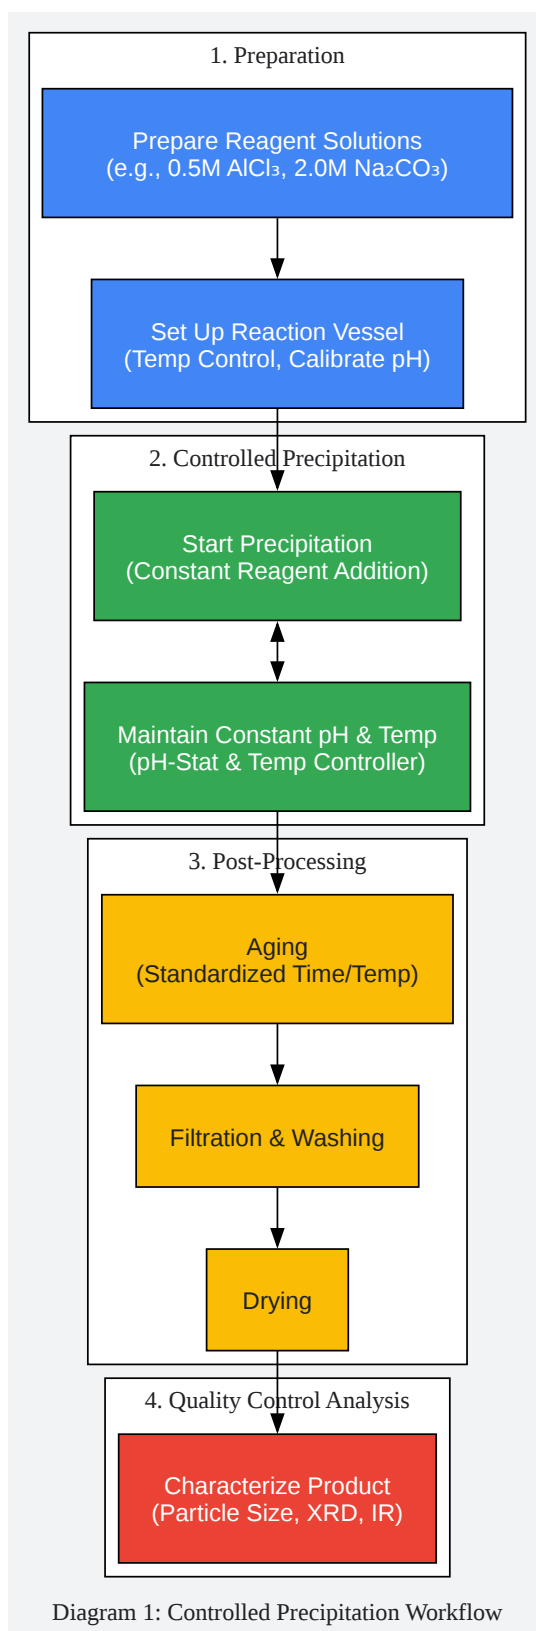 1. Preparation
Prepare Reagent Solutions
(e.g., 0.5M AlCl₃, 2.0M Na₂CO₃)
Set Up Reaction Vessel
(Temp Control, Calibrate pH)
2. Controlled Precipitation
Start Precipitation
(Constant Reagent Addition)
Maintain Constant pH & Temp
(pH-Stat & Temp Controller)
3. Post-Processing
Aging
(Standardized Time/Temp)
Filtration & Washing
Drying
4. Quality Control Analysis
Characterize Product
(Particle Size, XRD, IR)
Diagram 1: Controlled Precipitation Workflow